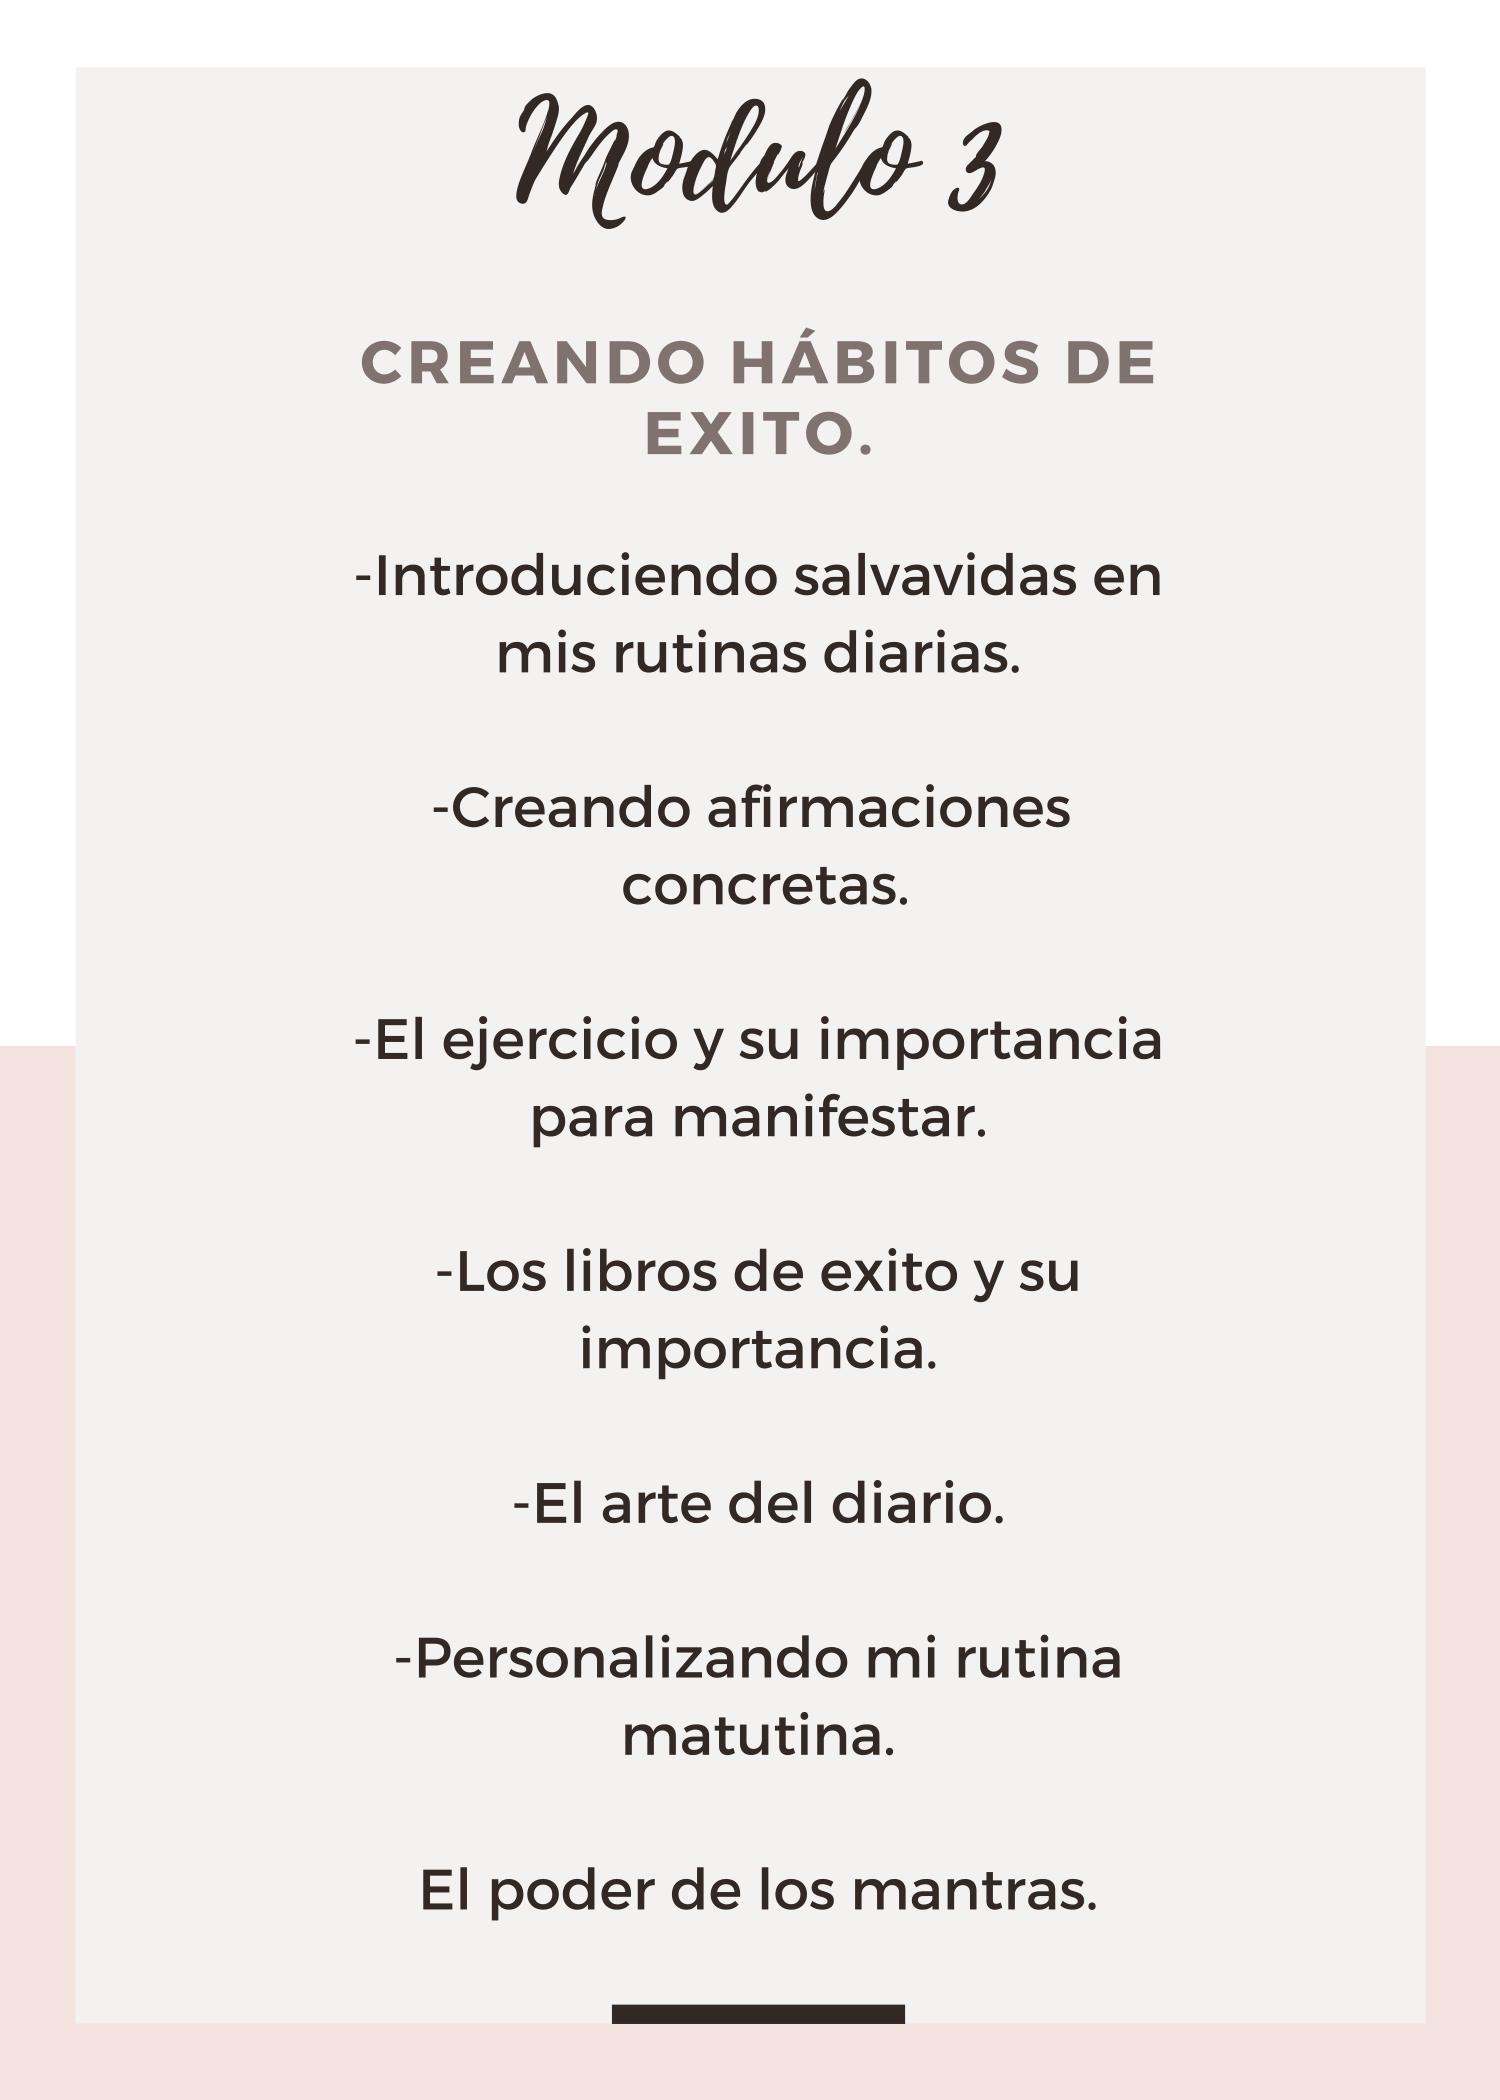 Modulo 3
CREANDO HÁBITOS DE
EXITO.
-Introduciendo salvavidas en
mis rutinas diarias.
-Creando afirmaciones
concretas.
-El ejercicio y su importancia
para manifestar.
-Los libros de exito y su
importancia.
-El arte del diario.
-Personalizando mi rutina
matutina.
El poder de los mantras.